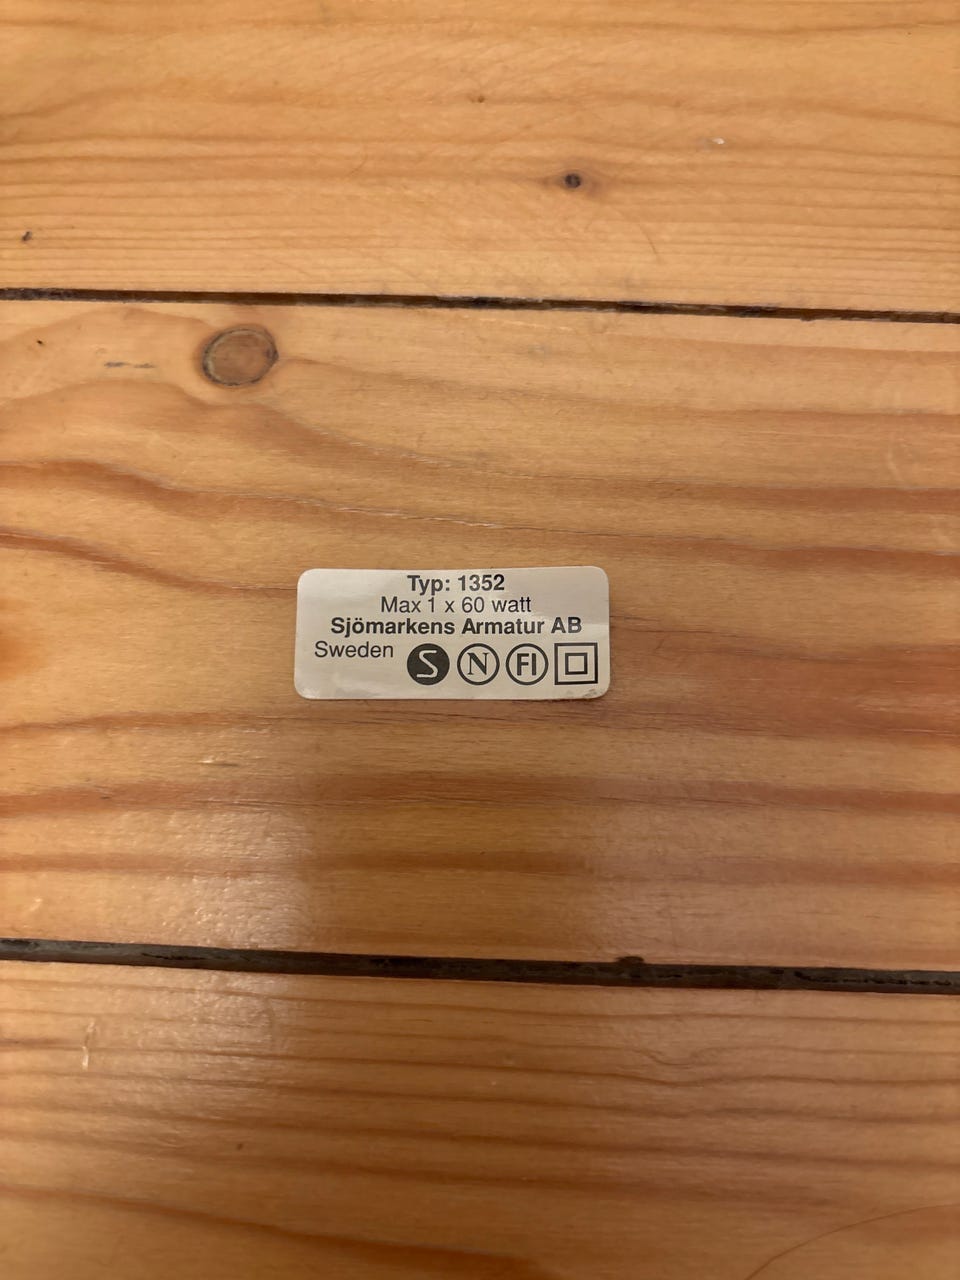 Typ: 1352
Max 1 x 60 watt
Sjömarkens Armatur AB
Sweden S N FI